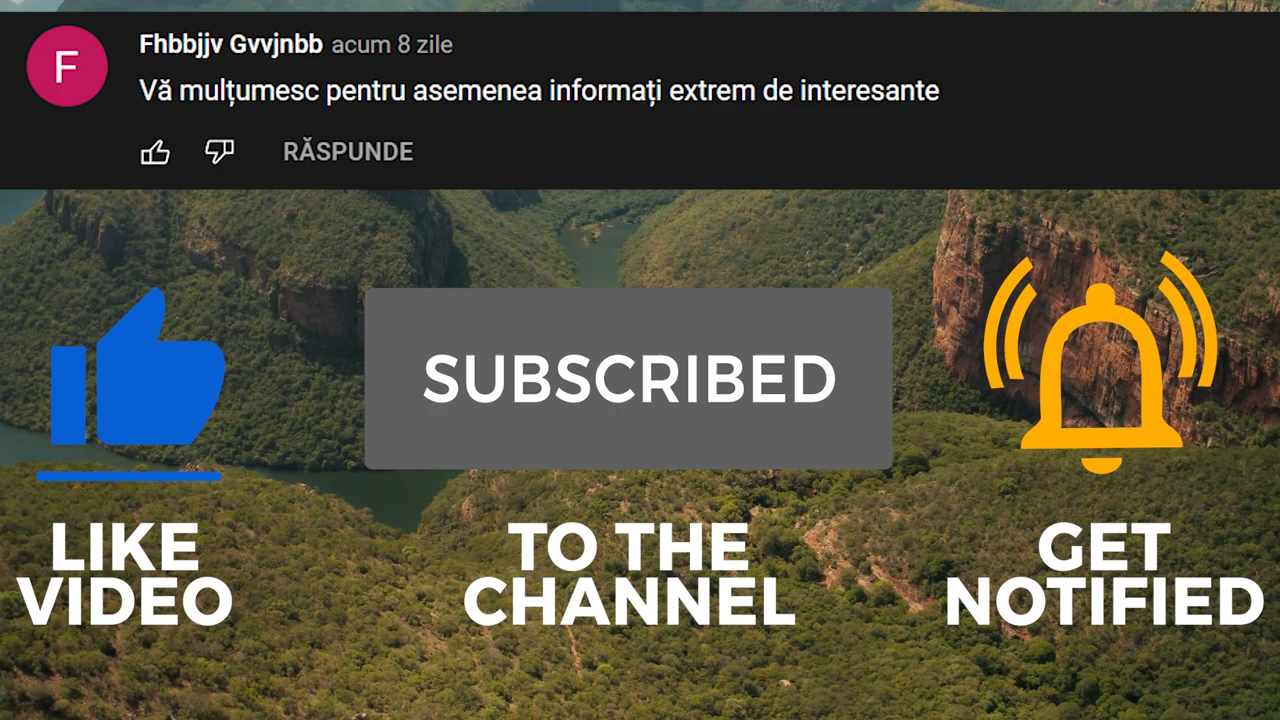 F
Fhbbjjv Gvvjnbb acum 8 zile
Vă mulțumesc pentru asemenea informați extrem de interesante
RĂSPUNDE
SUBSCRIBED
LIKE
VIDEO
TO THE
CHANNEL
GET
NOTIFIED